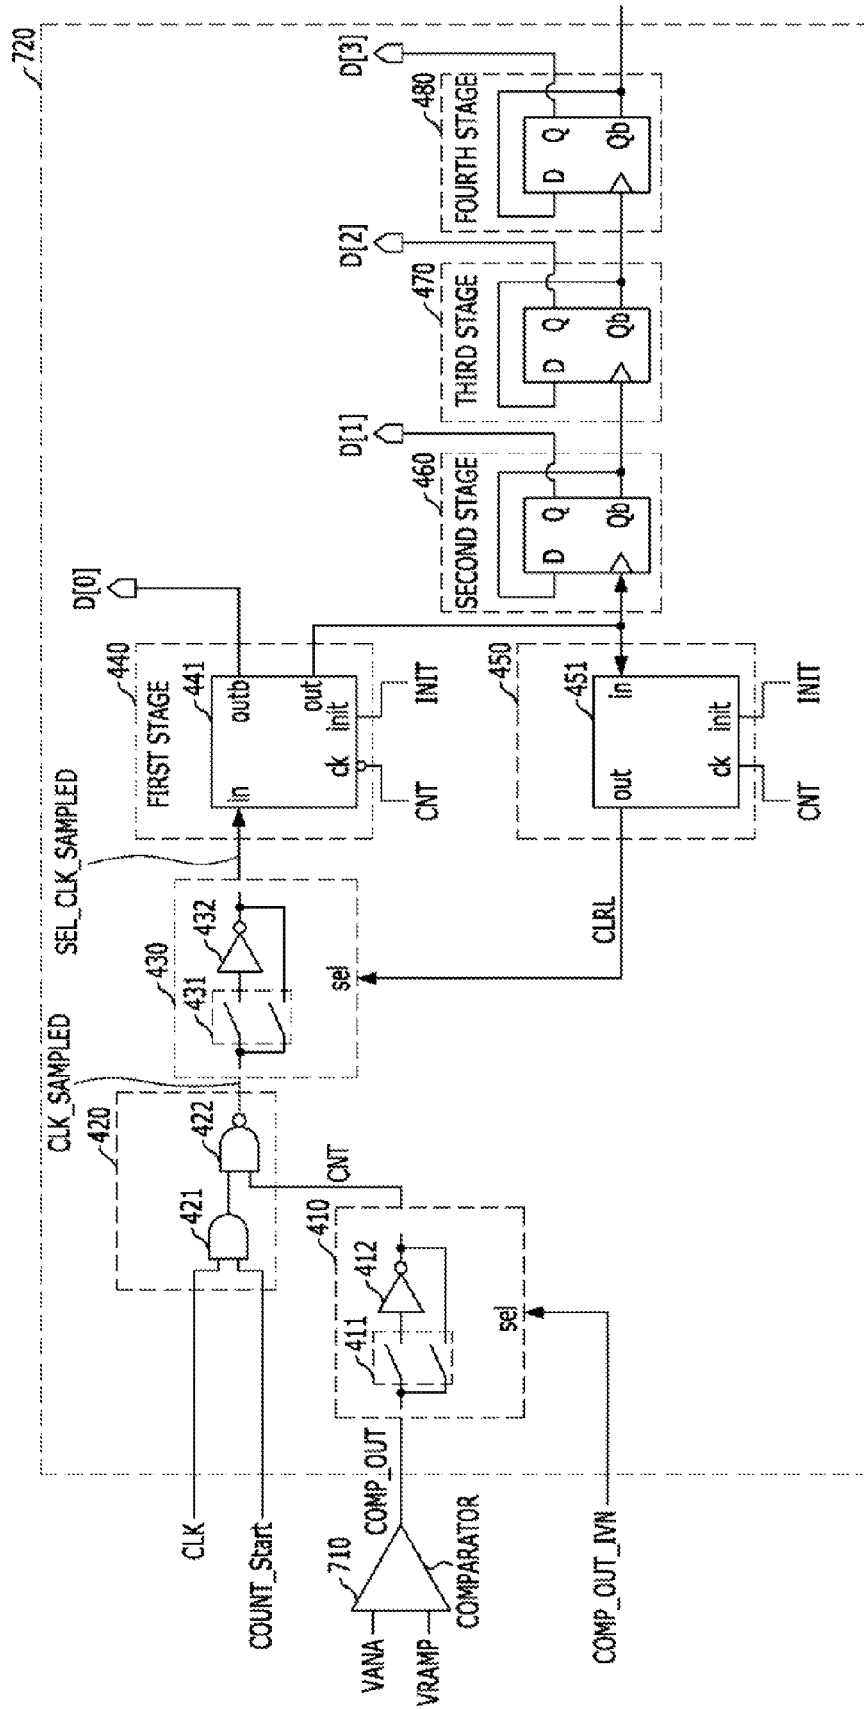 720
D[0]
D[1]
D[2]
D[3]
CLK_SAMPLED
SEL_CLK_SAMPLED
CLK
COUNT_Start
420
421
422
430
431
432
sel
440
FIRST STAGE
441
in
outb
out
ck
init
CNT
INIT
VANA
VRAMP
710
COMPARATOR
COMP_OUT
410
411
412
sel
CNT
COMP_OUT_IVN
CLRL
450
451
out
in
ck
init
CNT
INIT
460
SECOND STAGE
D
Q
Qb
470
THIRD STAGE
D
Q
Qb
480
FOURTH STAGE
D
Q
Qb